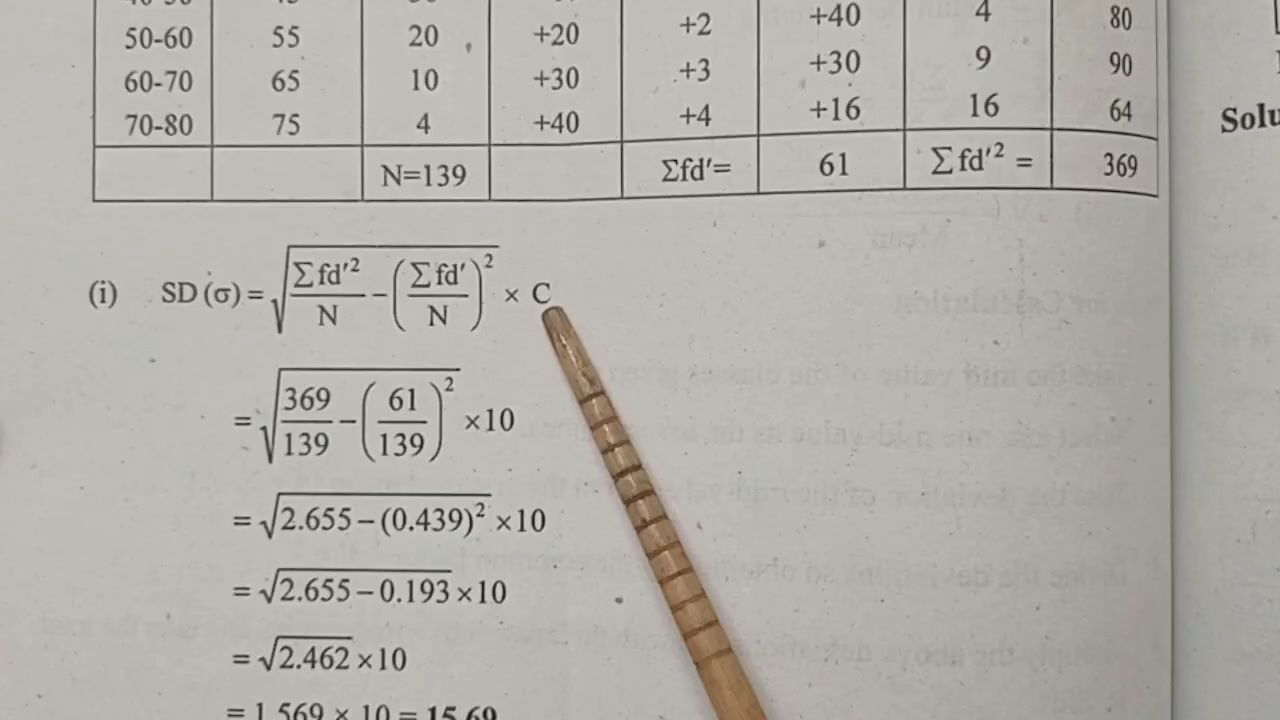 50-60 55 20 +20 +2 +40 4 80
60-70 65 10 +30 +3 +30 9 90
70-80 75 4 +40 +4 +16 16 64
N=139 Σfd′= 61 Σfd′² = 369
(i) SD (σ) = √(Σfd′²/N − (Σfd′/N)²) × C
= √(369/139 − (61/139)²) ×10
= √(2.655 − (0.439)²) ×10
= √(2.655 − 0.193) ×10
= √2.462 ×10
= 1.569 × 10 = 15.69
Solu